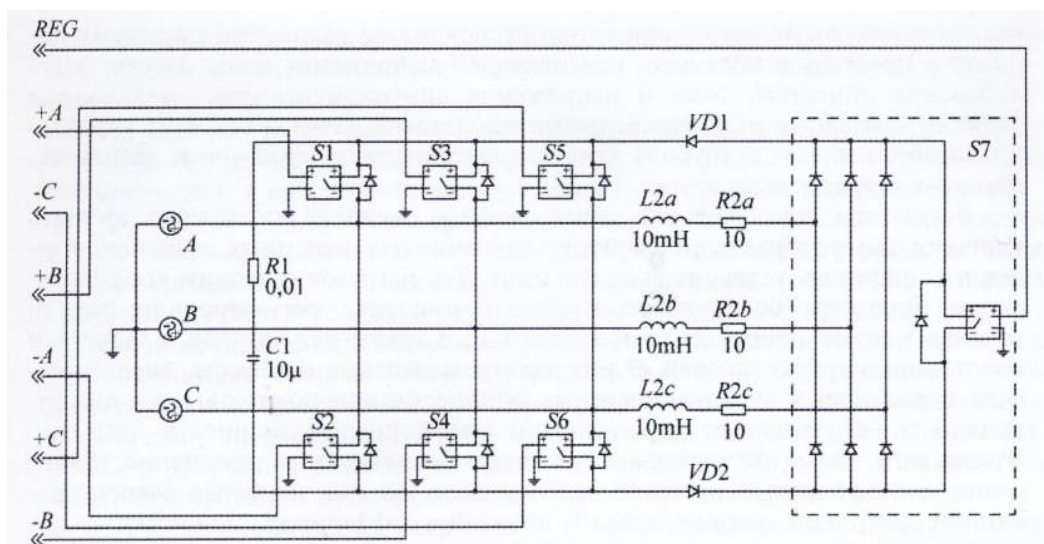 REG
+A
-C
+B
-A
+C
-B
A
B
C
R1
0,01
C1
10µ
S1
S3
S5
S2
S4
S6
VD1
VD2
L2a
10mH
R2a
10
L2b
10mH
R2b
10
L2c
10mH
R2c
10
S7